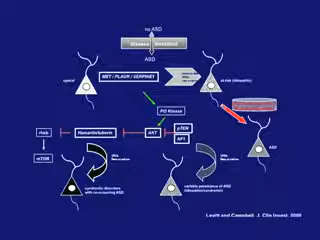 no ASD
disease threshold
ASD
typical
MET / PLAUR / SERPINE1
at-risk (idiopathic)
PI3 Kinase
rheb
Hamartin/tuberin
AKT
pTEN
NF1
ASD
mTOR
syndromic disorders
with co-occurring ASD
variable penetrance of ASD
(idiopathic/syndromic)
Levitt and Campbell, J. Clin Invest, 2009